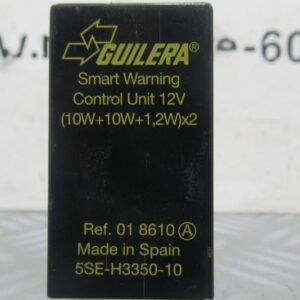 GUILERA®
Smart Warning
Control Unit 12V
(10W+10W+1,2W)x2
Ref. 01 8610 Ⓐ
Made in Spain
5SE-H3350-10